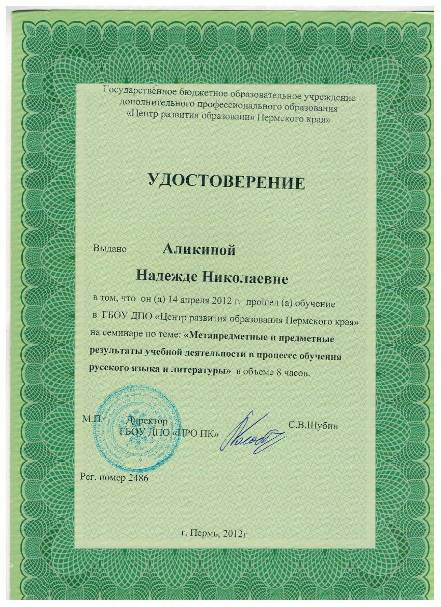 Государственное бюджетное образовательное учреждение
дополнительного профессионального образования
«Центр развития образования Пермского края»
УДОСТОВЕРЕНИЕ
Выдано Аликиной
Надежде Николаевне
в том, что он (а) 14 апреля 2012 г. прошел (а) обучение
в ГБОУ ДПО «Центр развития образования Пермского края»
на семинаре по теме: «Метапредметные и предметные
результаты учебной деятельности в процессе обучения
русского языка и литературы» в объеме 8 часов.
М.П Директор С.В.Шубин
ГБОУ ДПО «ЦРО ПК»
Рег. номер 2486
г. Пермь, 2012г